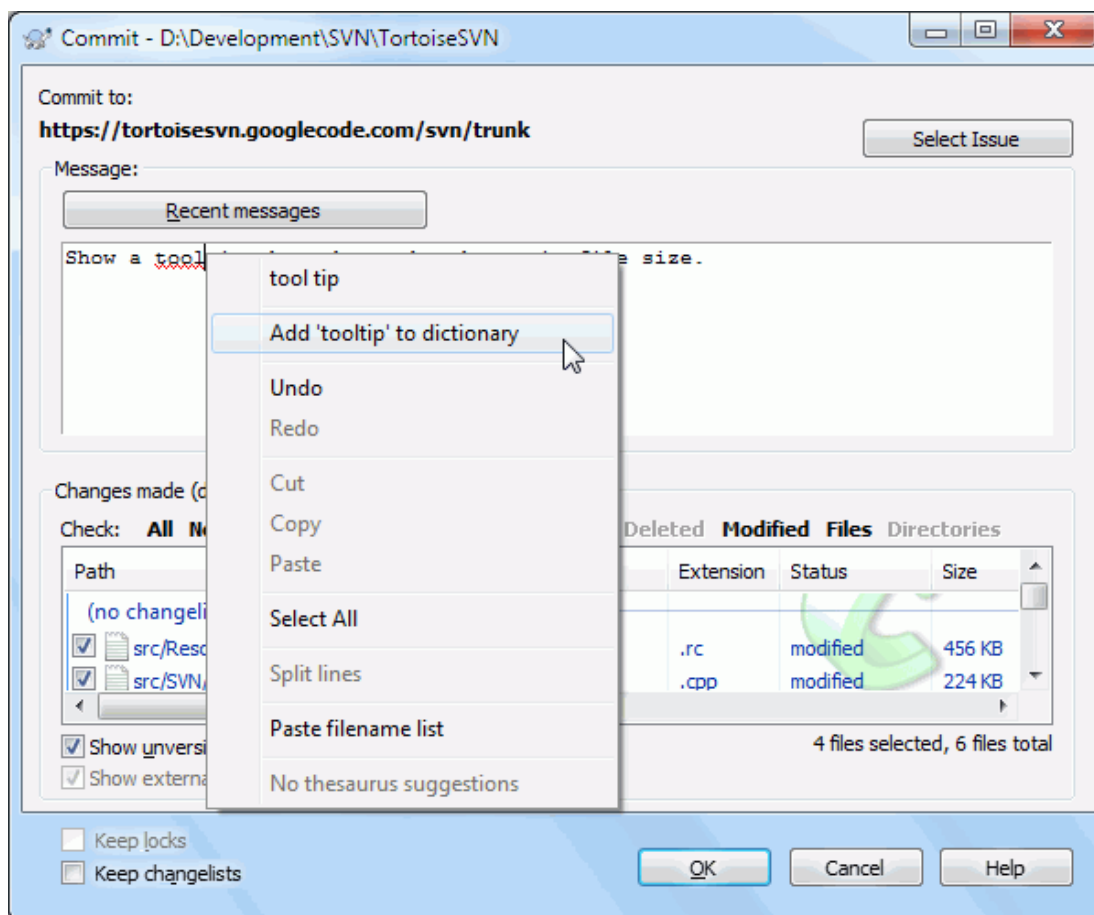 Commit - D:\Development\SVN\TortoiseSVN
Commit to:
https://tortoisesvn.googlecode.com/svn/trunk
Select Issue
Message:
Recent messages
Show a tool file size.
tool tip
Add 'tooltip' to dictionary
Undo
Redo
Cut
Copy
Paste
Select All
Split lines
Paste filename list
No thesaurus suggestions
Changes made (d
Check: All No Deleted Modified Files Directories
Path Extension Status Size
(no changeli
src/Reso .rc modified 456 KB
src/SVN/ .cpp modified 224 KB
Show unversi 4 files selected, 6 files total
Show externa
Keep locks
Keep changelists
OK Cancel Help